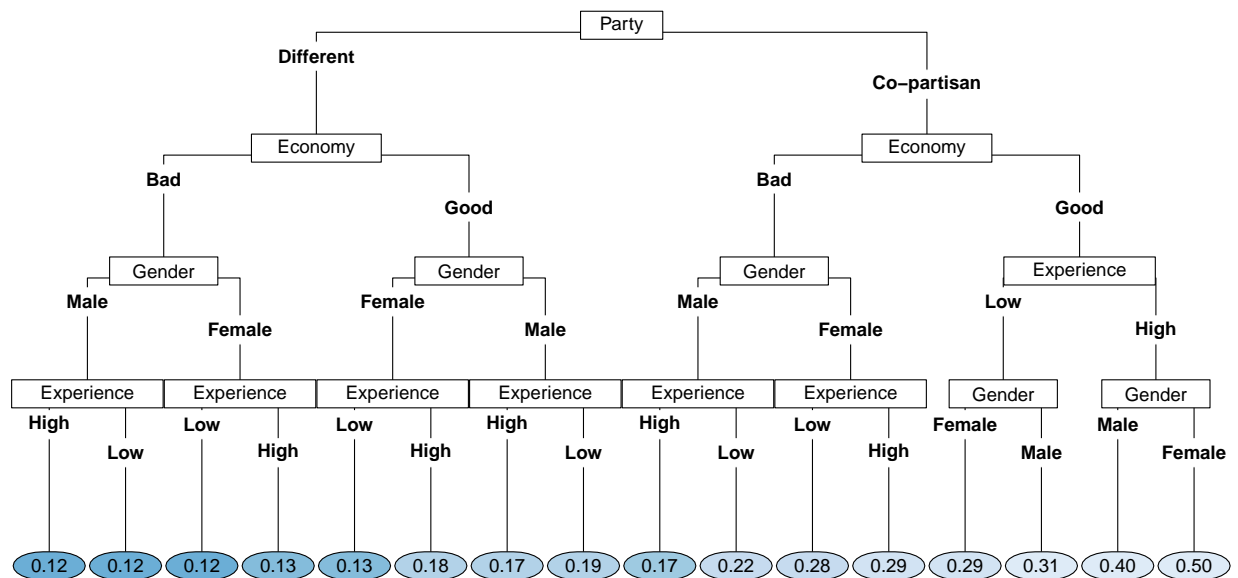 Party
Different
Co−partisan
Economy Economy
Bad Bad
Good Good
Gender Gender Gender Experience
Male Female Male Low
Female Male Female High
Experience Experience Experience Experience Experience Experience Gender Gender
High Low Low High High Low Female Male
Low High High Low Low High Male Female
0.12 0.12 0.12 0.13 0.13 0.18 0.17 0.19 0.17 0.22 0.28 0.29 0.29 0.31 0.40 0.50